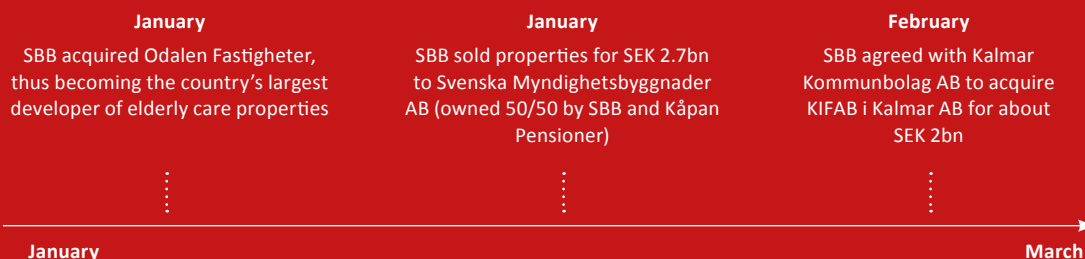 January
SBB acquired Odalen Fastigheter,
thus becoming the country's largest
developer of elderly care properties
January
SBB sold properties for SEK 2.7bn
to Svenska Myndighetsbyggnader
AB (owned 50/50 by SBB and Kåpan
Pensioner)
February
SBB agreed with Kalmar
Kommunbolag AB to acquire
KIFAB i Kalmar AB for about
SEK 2bn
January
March